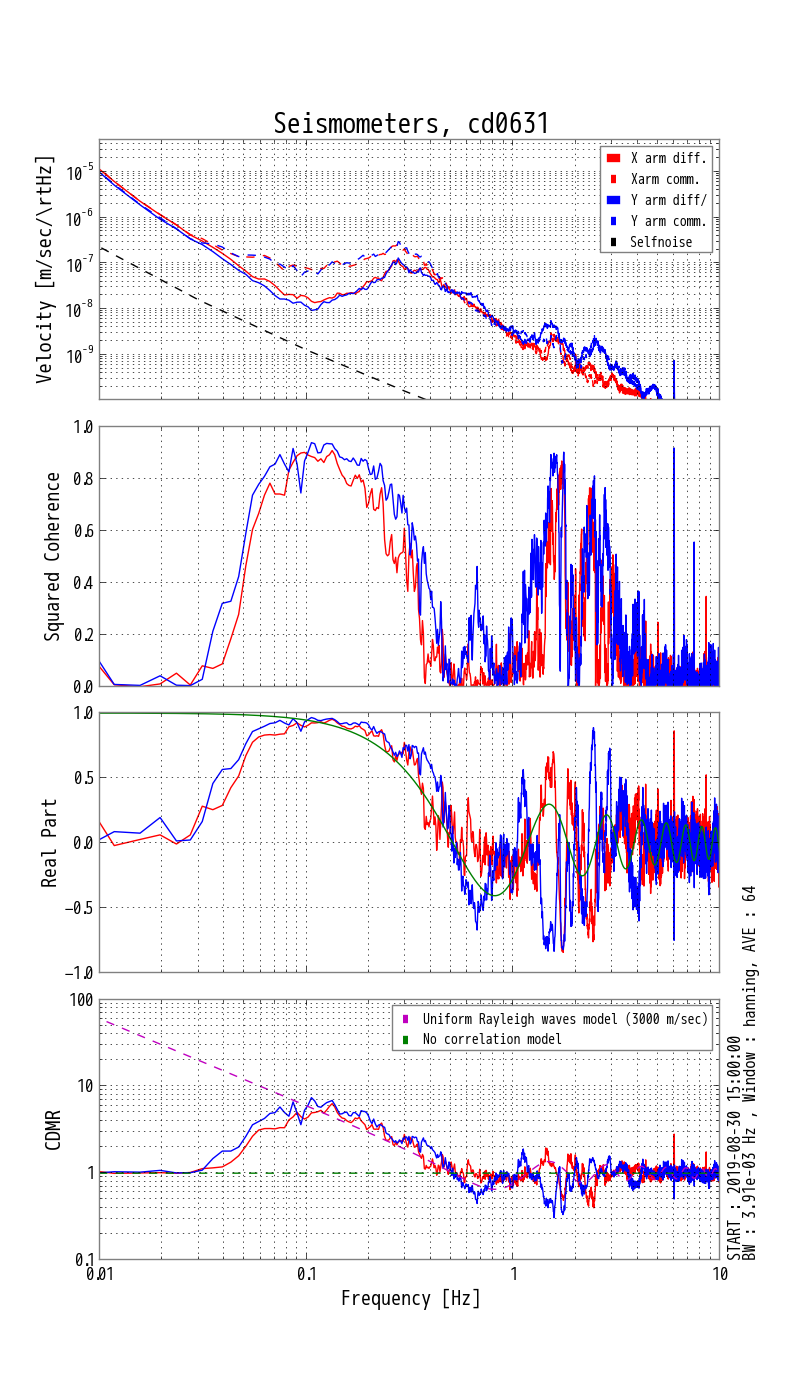 Seismometers, cd0631
Velocity [m/sec/\rtHz]
10^-5
10^-6
10^-7
10^-8
10^-9
X arm diff.
Xarm comm.
Y arm diff/
Y arm comm.
Selfnoise
Squared Coherence
1.0
0.8
0.6
0.4
0.2
0.0
Real Part
1.0
0.5
0.0
−0.5
−1.0
CDMR
100
10
1
0.1
Uniform Rayleigh waves model (3000 m/sec)
No correlation model
0.01 0.1 1 10
Frequency [Hz]
START : 2019-08-30 15:00:00
BW : 3.91e-03 Hz , Window : hanning, AVE : 64